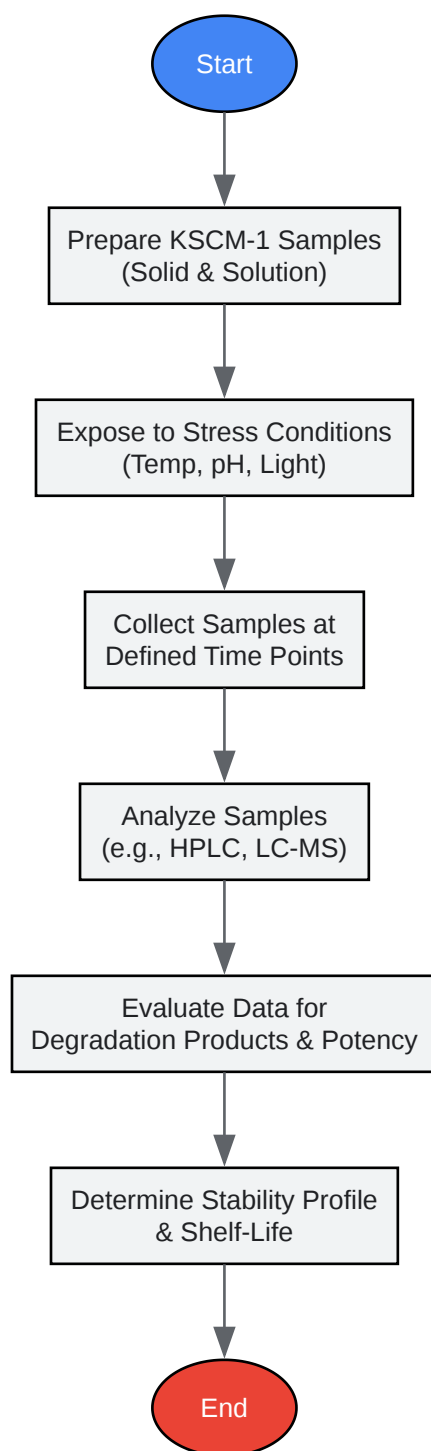 Start
Prepare KSCM-1 Samples
(Solid & Solution)
Expose to Stress Conditions
(Temp, pH, Light)
Collect Samples at
Defined Time Points
Analyze Samples
(e.g., HPLC, LC-MS)
Evaluate Data for
Degradation Products & Potency
Determine Stability Profile
& Shelf-Life
End